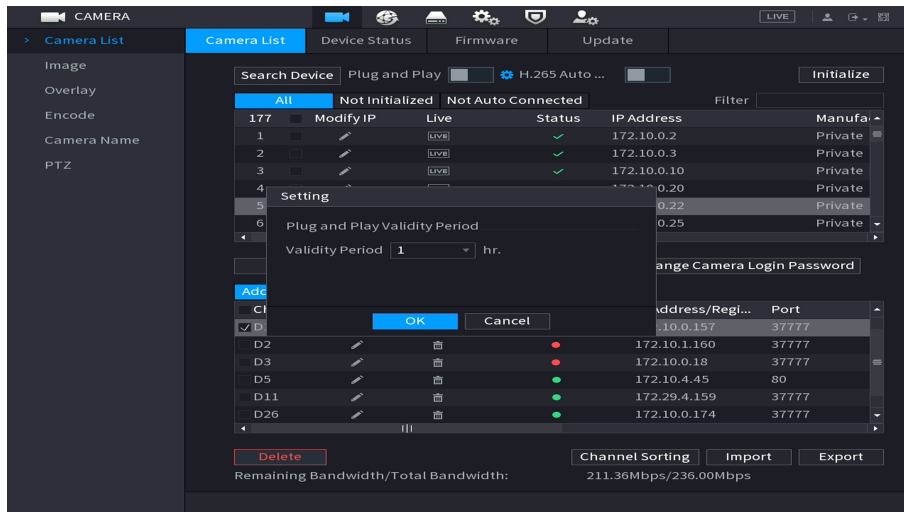 CAMERA LIVE
> Camera List Camera List Device Status Firmware Update
Image
Overlay
Encode
Camera Name
PTZ
Search Device Plug and Play H.265 Auto ... Initialize
All Not Initialized Not Auto Connected Filter
177 Modify IP Live Status IP Address Manufa
1 LIVE 172.10.0.2 Private
2 LIVE 172.10.0.3 Private
3 LIVE 172.10.0.10 Private
4 0.20 Private
5 0.22 Private
6 0.25 Private
Setting
Plug and Play Validity Period
Validity Period 1 hr.
OK Cancel
ange Camera Login Password
Add
Ch Address/Regi... Port
D .10.0.157 37777
D2 172.10.1.160 37777
D3 172.10.0.18 37777
D5 172.10.4.45 80
D11 172.29.4.159 37777
D26 172.10.0.174 37777
Delete Channel Sorting Import Export
Remaining Bandwidth/Total Bandwidth: 211.36Mbps/236.00Mbps